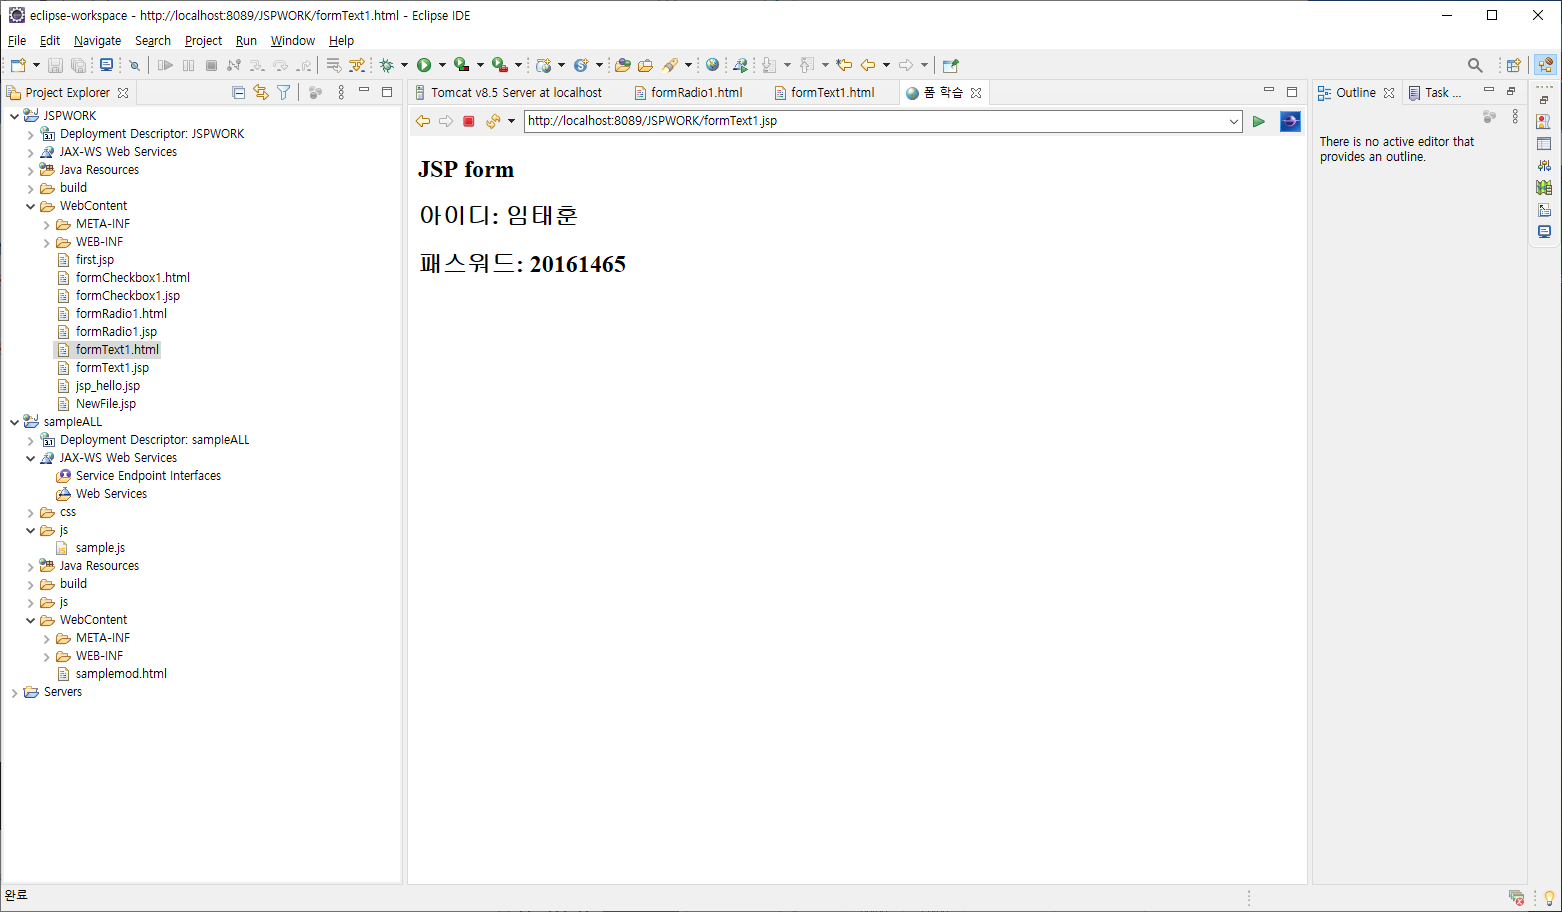 eclipse-workspace - http://localhost:8089/JSPWORK/formText1.html - Eclipse IDE
File Edit Navigate Search Project Run Window Help
Project Explorer
JSPWORK
Deployment Descriptor: JSPWORK
JAX-WS Web Services
Java Resources
build
WebContent
META-INF
WEB-INF
first.jsp
formCheckbox1.html
formCheckbox1.jsp
formRadio1.html
formRadio1.jsp
formText1.html
formText1.jsp
jsp_hello.jsp
NewFile.jsp
sampleALL
Deployment Descriptor: sampleALL
JAX-WS Web Services
Service Endpoint Interfaces
Web Services
css
js
sample.js
Java Resources
build
js
WebContent
META-INF
WEB-INF
samplemod.html
Servers
Tomcat v8.5 Server at localhost formRadio1.html formText1.html 폼 학습
http://localhost:8089/JSPWORK/formText1.jsp
JSP form
아이디: 임태훈
패스워드: 20161465
Outline Task ...
There is no active editor that
provides an outline.
완료